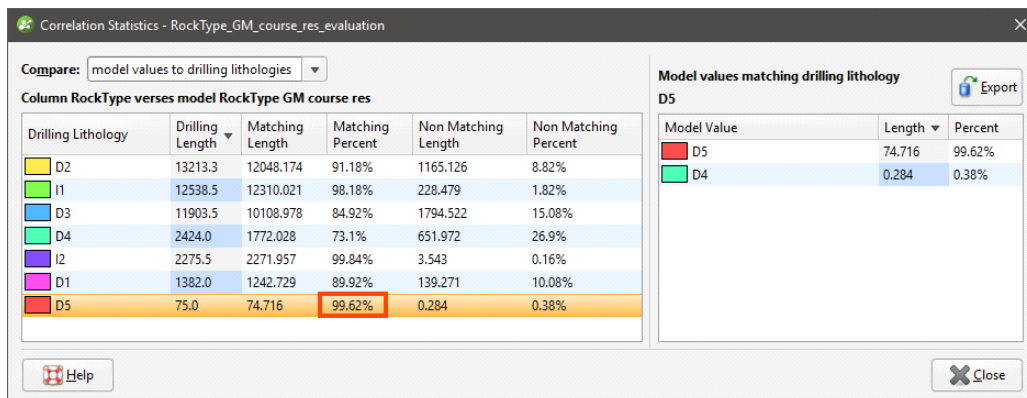 Correlation Statistics - RockType_GM_course_res_evaluation
Compare: model values to drilling lithologies
Column RockType verses model RockType GM course res
Drilling Lithology Drilling Length Matching Length Matching Percent Non Matching Length Non Matching Percent
D2 13213.3 12048.174 91.18% 1165.126 8.82%
I1 12538.5 12310.021 98.18% 228.479 1.82%
D3 11903.5 10108.978 84.92% 1794.522 15.08%
D4 2424.0 1772.028 73.1% 651.972 26.9%
I2 2275.5 2271.957 99.84% 3.543 0.16%
D1 1382.0 1242.729 89.92% 139.271 10.08%
D5 75.0 74.716 99.62% 0.284 0.38%
Model values matching drilling lithology
D5
Export
Model Value Length Percent
D5 74.716 99.62%
D4 0.284 0.38%
Help
Close